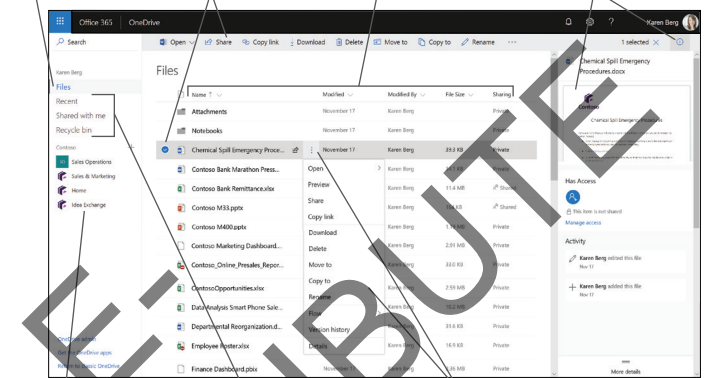 Office 365 OneDrive
Karen Berg
Search
Open Share Copy link Download Delete Move to Copy to Rename ...
1 selected
Karen Berg
Files
Recent
Shared with me
Recycle bin
Contoso
Sales Operations
Sales & Marketing
Home
Idea Exchange
OneDrive admin
Get the OneDrive apps
Return to classic OneDrive
Files
Name Modified Modified By File Size Sharing
Attachments November 17 Karen Berg Private
Notebooks November 17 Karen Berg Private
Chemical Spill Emergency Proce... November 17 Karen Berg 39.3 KB Private
Contoso Bank Marathon Press... Karen Berg Private
Contoso Bank Remittance.xlsx Karen Berg 11.4 MB Shared
Contoso M33.pptx Karen Berg Shared
Contoso M400.pptx Karen Berg Private
Contoso Marketing Dashboard... Karen Berg 2.91 MB Private
Contoso_Online_Presales_Repor... Karen Berg 33.0 KB Private
ContosoOpportunities.xlsx Karen Berg 2.59 MB Private
Data Analysis Smart Phone Sale... Karen Berg 10.2 MB Private
Departmental Reorganization.d... Karen Berg 39.6 KB Private
Employee Roster.xlsx Karen Berg 16.9 KB Private
Finance Dashboard.pbix November 17 Karen Berg Private
Open
Preview
Share
Copy link
Download
Delete
Move to
Copy to
Rename
Flow
Version history
Details
Chemical Spill Emergency
Procedures.docx
Contoso
Chemical Spill Emergency Procedures
Has Access
This item is not shared
Manage access
Activity
Karen Berg added this file
Nov 17
Karen Berg added this file
Nov 17
More details